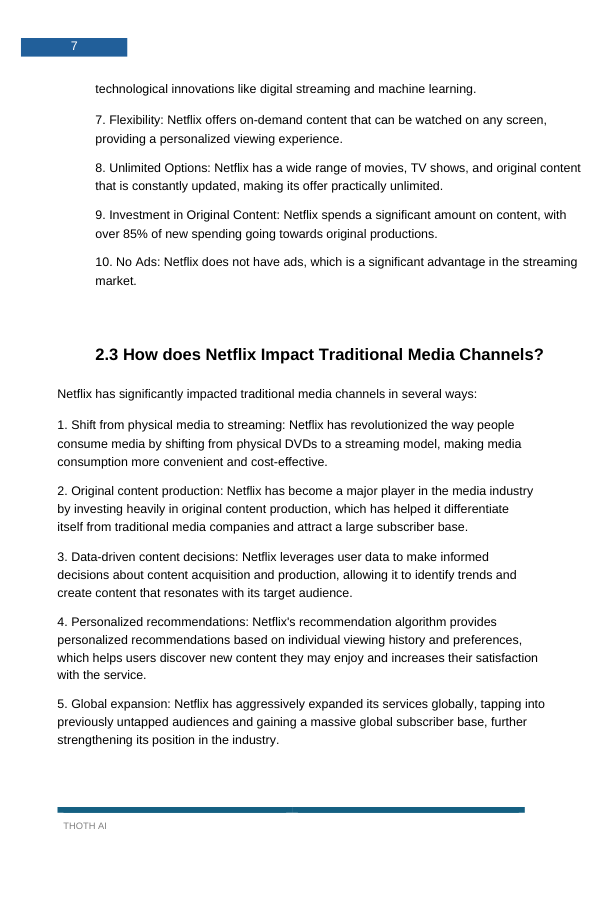 7
technological innovations like digital streaming and machine learning.
7. Flexibility: Netflix offers on-demand content that can be watched on any screen,
providing a personalized viewing experience.
8. Unlimited Options: Netflix has a wide range of movies, TV shows, and original content
that is constantly updated, making its offer practically unlimited.
9. Investment in Original Content: Netflix spends a significant amount on content, with
over 85% of new spending going towards original productions.
10. No Ads: Netflix does not have ads, which is a significant advantage in the streaming
market.
2.3 How does Netflix Impact Traditional Media Channels?
Netflix has significantly impacted traditional media channels in several ways:
1. Shift from physical media to streaming: Netflix has revolutionized the way people
consume media by shifting from physical DVDs to a streaming model, making media
consumption more convenient and cost-effective.
2. Original content production: Netflix has become a major player in the media industry
by investing heavily in original content production, which has helped it differentiate
itself from traditional media companies and attract a large subscriber base.
3. Data-driven content decisions: Netflix leverages user data to make informed
decisions about content acquisition and production, allowing it to identify trends and
create content that resonates with its target audience.
4. Personalized recommendations: Netflix's recommendation algorithm provides
personalized recommendations based on individual viewing history and preferences,
which helps users discover new content they may enjoy and increases their satisfaction
with the service.
5. Global expansion: Netflix has aggressively expanded its services globally, tapping into
previously untapped audiences and gaining a massive global subscriber base, further
strengthening its position in the industry.
THOTH AI